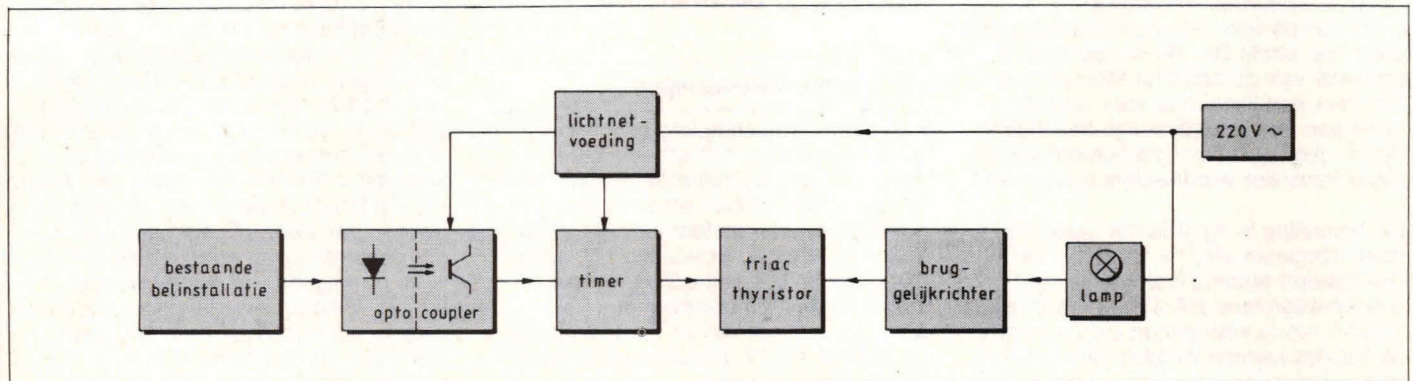 lichtnet-
voeding
220V ~
bestaande
belinstallatie
opto coupler
timer
triac
thyristor
brug-
gelijkrichter
lamp